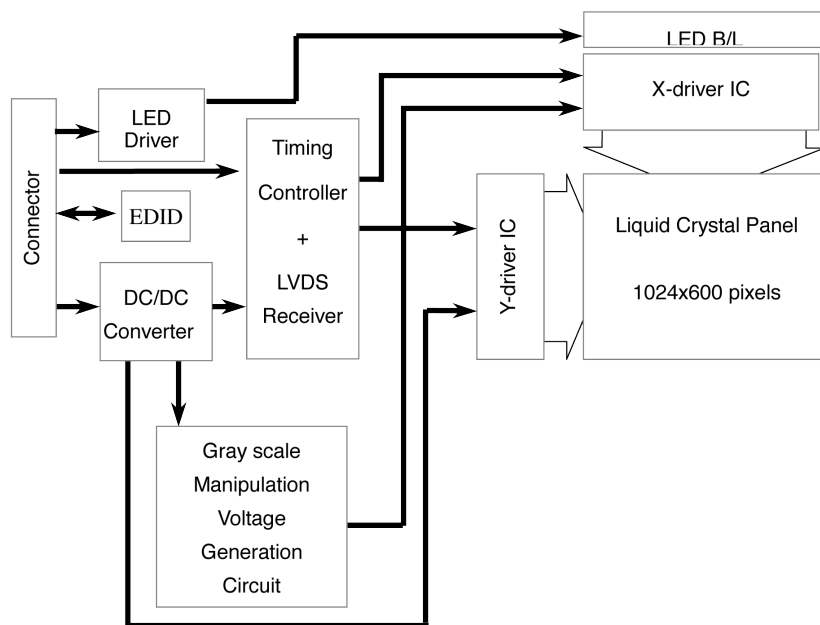 LED B/L
X-driver IC
LED
Driver
Timing
Controller
+
LVDS
Receiver
Connector
EDID
DC/DC
Converter
Y-driver IC
Liquid Crystal Panel
1024x600 pixels
Gray scale
Manipulation
Voltage
Generation
Circuit